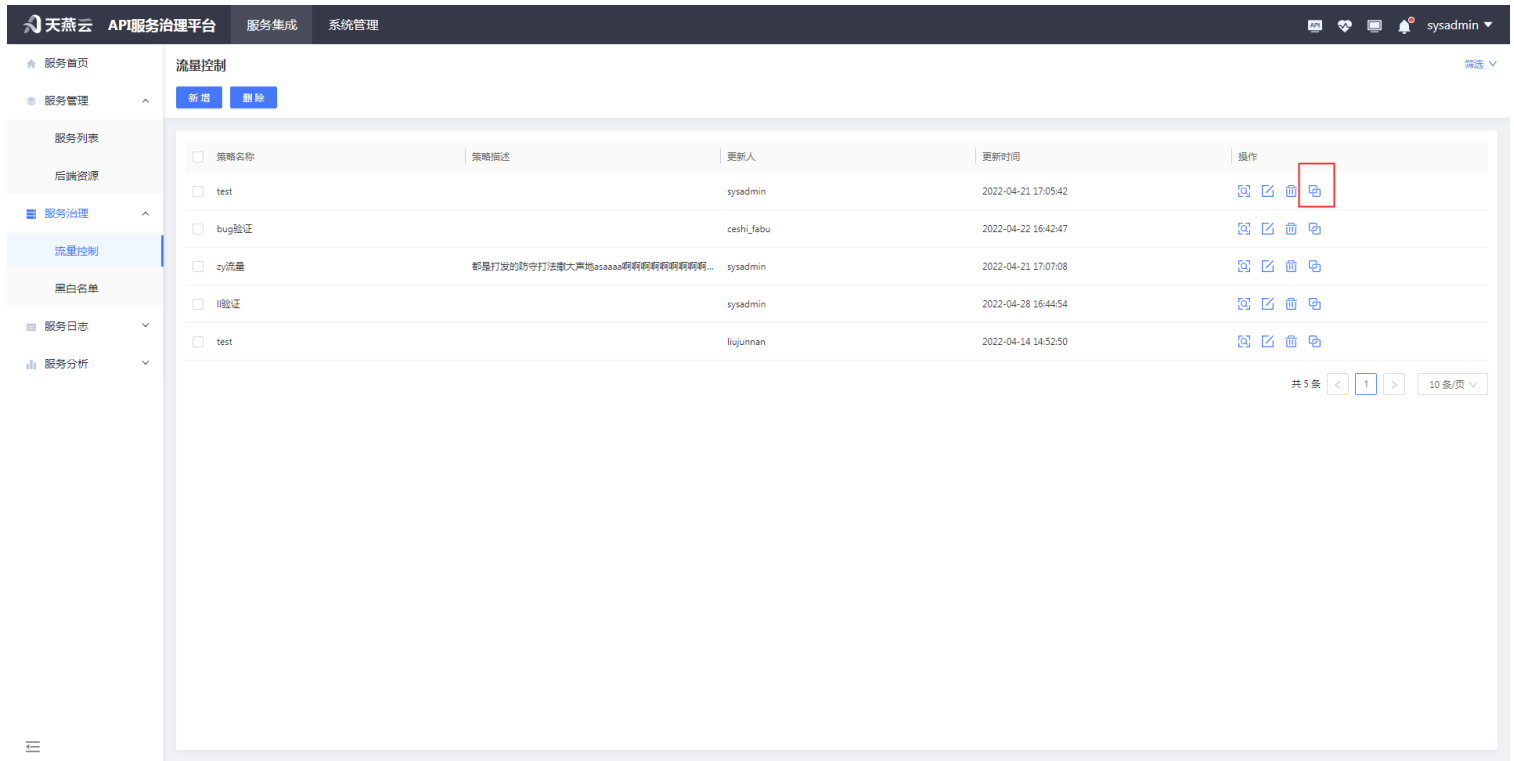 天燕云 API服务治理平台 服务集成 系统管理 API sysadmin
服务首页
服务管理
服务列表
后端资源
服务治理
流量控制
黑白名单
服务日志
服务分析
流量控制 筛选
新增 删除
策略名称 策略描述 更新人 更新时间 操作
test sysadmin 2022-04-21 17:05:42
bug验证 ceshi_fabu 2022-04-22 16:42:47
zy流量 都是打发的防守打法撒大声地asaaaa啊啊啊啊啊啊啊啊啊... sysadmin 2022-04-21 17:07:08
ll验证 sysadmin 2022-04-28 16:44:54
test liujunnan 2022-04-14 14:52:50
共 5 条 < 1 > 10 条/页